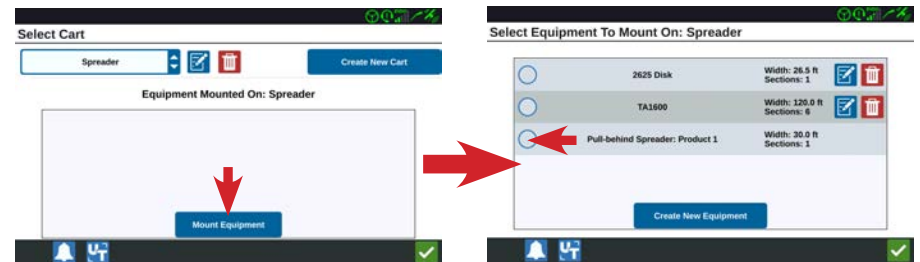 Select Cart
Spreader
Create New Cart
Equipment Mounted On: Spreader
Mount Equipment
UT
Select Equipment To Mount On: Spreader
2625 Disk
Width: 26.5 ft
Sections: 1
TA1600
Width: 120.0 ft
Sections: 6
Pull-behind Spreader: Product 1
Width: 30.0 ft
Sections: 1
Create New Equipment
UT